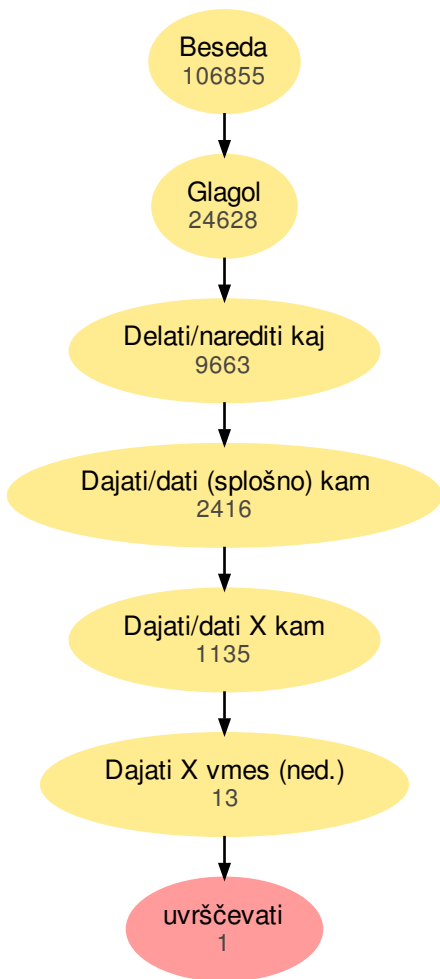 Beseda
106855
Glagol
24628
Delati/narediti kaj
9663
Dajati/dati (splošno) kam
2416
Dajati/dati X kam
1135
Dajati X vmes (ned.)
13
uvrščevati
1